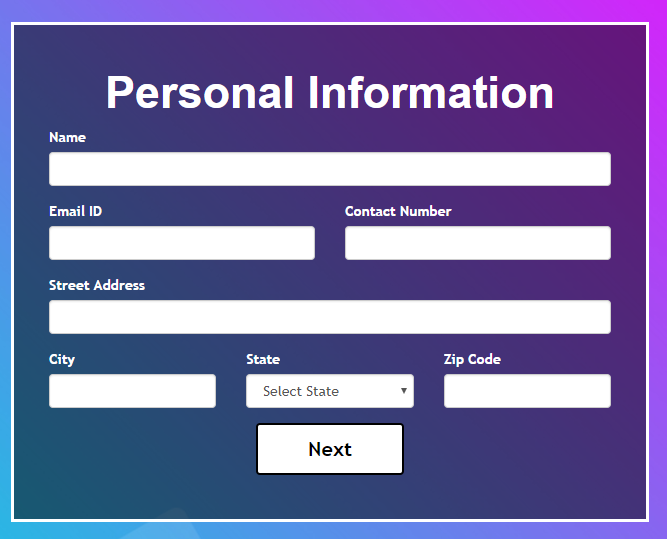 Personal Information
Name
Email ID Contact Number
Street Address
City State Zip Code
Select State
Next